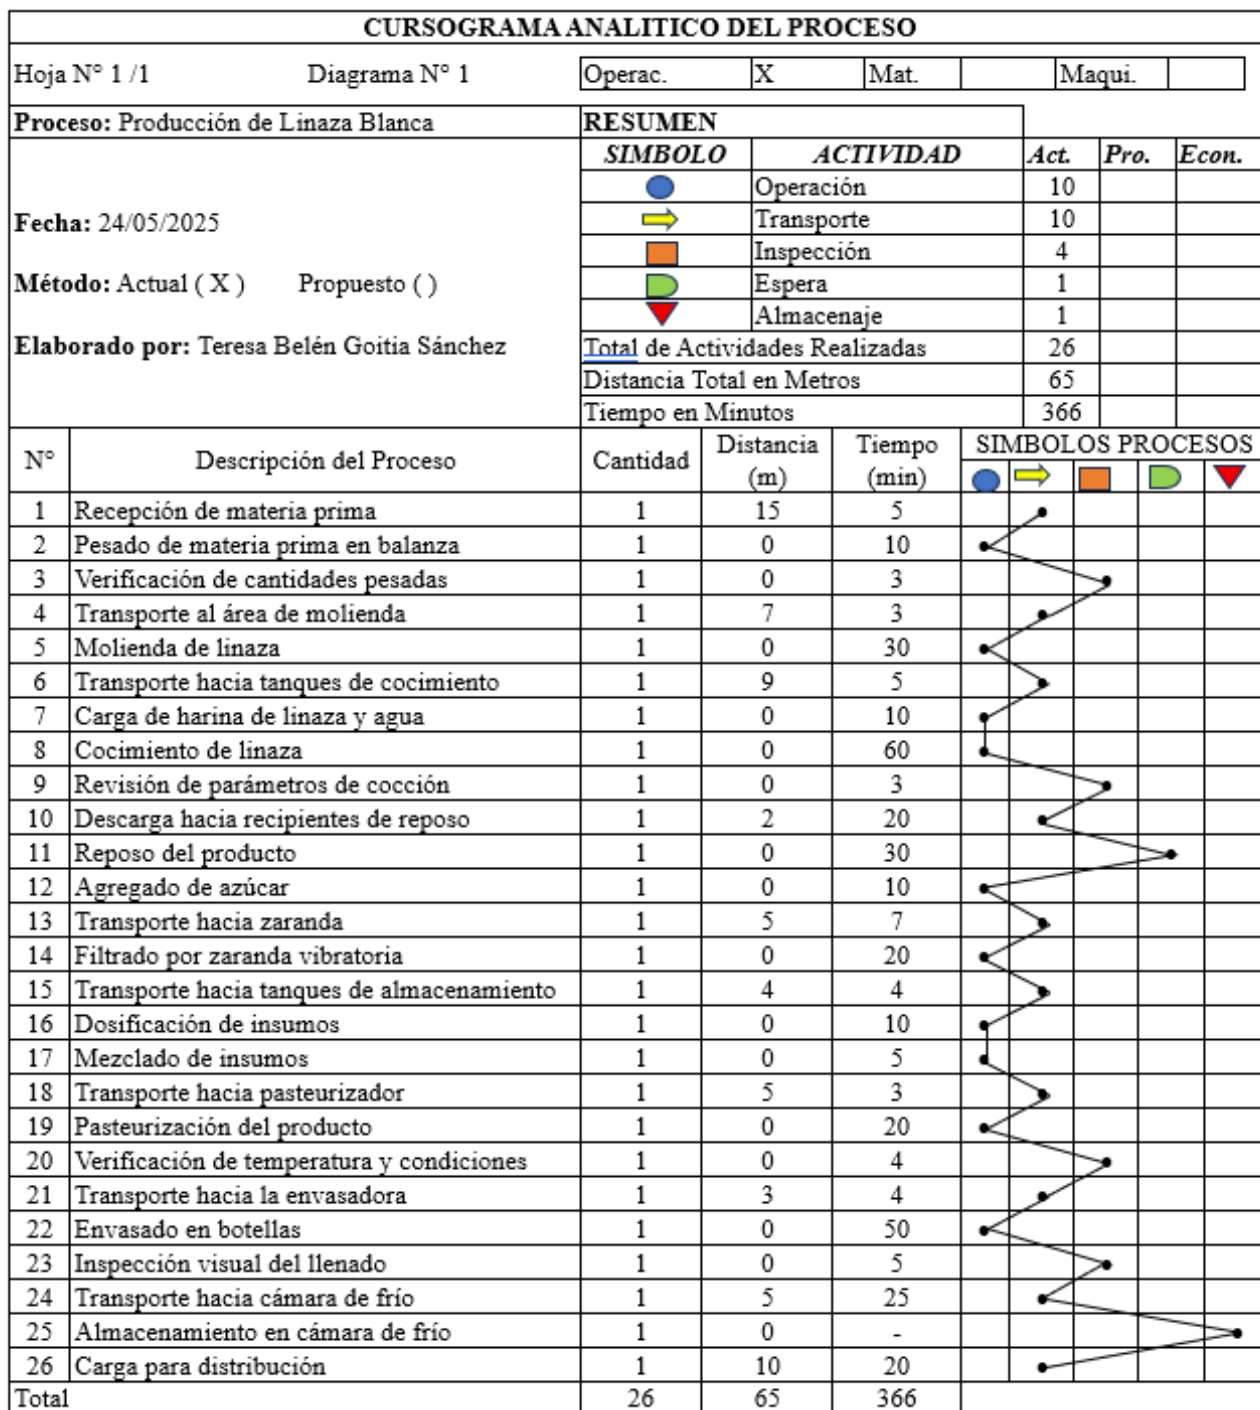 CURSOGRAMA ANALITICO DEL PROCESO
Hoja N° 1 /1 Diagrama N° 1 Operac. X Mat. Maqui.
Proceso: Producción de Linaza Blanca RESUMEN
SIMBOLO ACTIVIDAD Act. Pro. Econ.
Operación 10
Fecha: 24/05/2025 Transporte 10
Inspección 4
Método: Actual ( X ) Propuesto ( ) Espera 1
Almacenaje 1
Elaborado por: Teresa Belén Goitia Sánchez Total de Actividades Realizadas 26
Distancia Total en Metros 65
Tiempo en Minutos 366
N° Descripción del Proceso Cantidad Distancia (m) Tiempo (min) SIMBOLOS PROCESOS
1 Recepción de materia prima 1 15 5
2 Pesado de materia prima en balanza 1 0 10
3 Verificación de cantidades pesadas 1 0 3
4 Transporte al área de molienda 1 7 3
5 Molienda de linaza 1 0 30
6 Transporte hacia tanques de cocimiento 1 9 5
7 Carga de harina de linaza y agua 1 0 10
8 Cocimiento de linaza 1 0 60
9 Revisión de parámetros de cocción 1 0 3
10 Descarga hacia recipientes de reposo 1 2 20
11 Reposo del producto 1 0 30
12 Agregado de azúcar 1 0 10
13 Transporte hacia zaranda 1 5 7
14 Filtrado por zaranda vibratoria 1 0 20
15 Transporte hacia tanques de almacenamiento 1 4 4
16 Dosificación de insumos 1 0 10
17 Mezclado de insumos 1 0 5
18 Transporte hacia pasteurizador 1 5 3
19 Pasteurización del producto 1 0 20
20 Verificación de temperatura y condiciones 1 0 4
21 Transporte hacia la envasadora 1 3 4
22 Envasado en botellas 1 0 50
23 Inspección visual del llenado 1 0 5
24 Transporte hacia cámara de frío 1 5 25
25 Almacenamiento en cámara de frío 1 0 -
26 Carga para distribución 1 10 20
Total 26 65 366